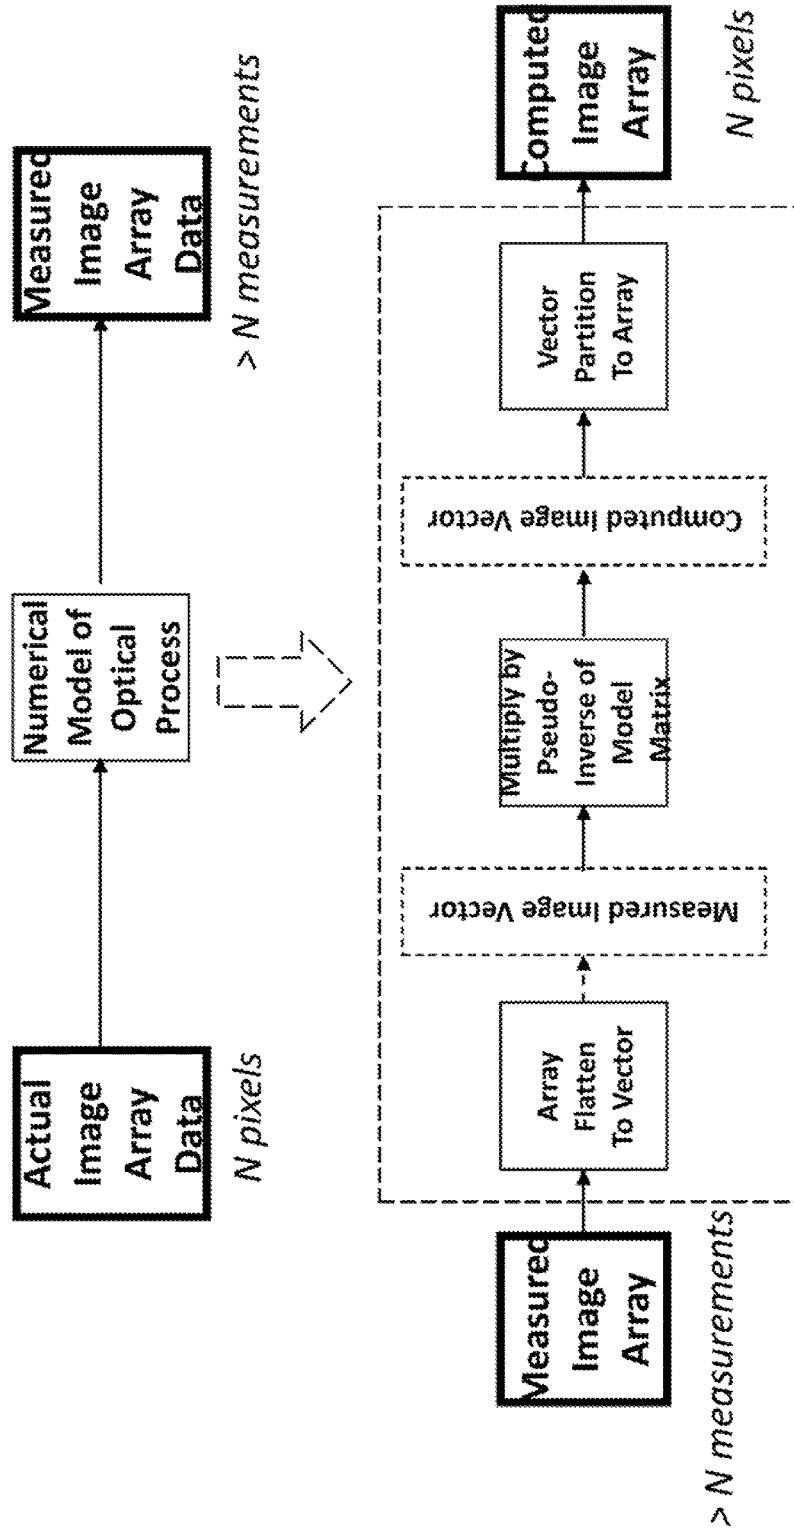 Actual
Image
Array
Data
N pixels
Numerical
Model of
Optical
Process
Measured
Image
Array
Data
> N measurements
Measured
Image
Array
> N measurements
Array
Flatten
To Vector
Measured Image Vector
Multiply by
Pseudo-
Inverse of
Model
Matrix
Computed Image Vector
Vector
Partition
To Array
Computed
Image
Array
N pixels